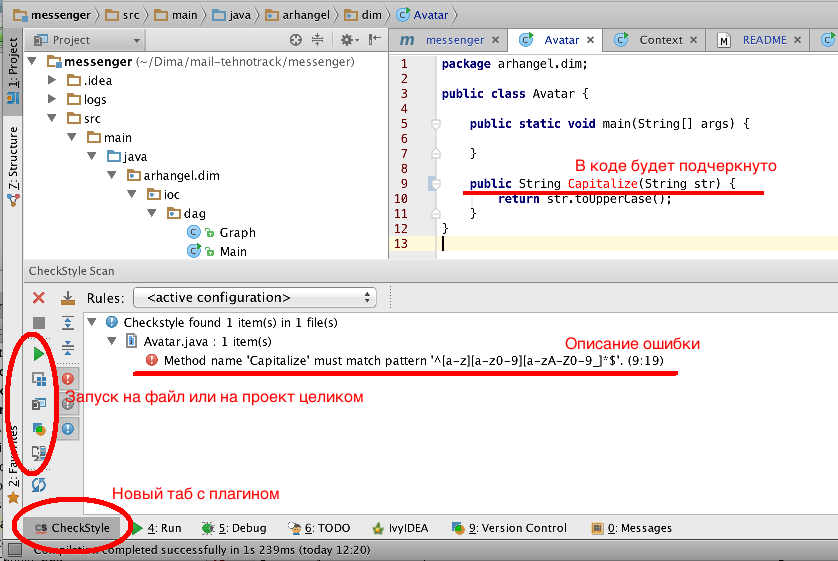 messenger src main java arhangel dim Avatar
1: Project
Z: Structure
2: Favorites
Project
messenger (~/Dima/mail-tehnotrack/messenger)
.idea
logs
src
main
java
arhangel.dim
ioc
dag
Graph
Main
messenger Avatar Context README
1 package arhangel.dim;
2
3 public class Avatar {
4
5 public static void main(String[] args) {
6
7 }
8
В коде будет подчеркнуто
9 public String Capitalize(String str) {
10 return str.toUpperCase();
11 }
12 }
13
CheckStyle Scan
Rules: <active configuration>
Checkstyle found 1 item(s) in 1 file(s)
Avatar.java : 1 item(s)
Описание ошибки
Method name 'Capitalize' must match pattern '^[a-z][a-z0-9][a-zA-Z0-9_]*$'. (9:19)
Запуск на файл или на проект целиком
Новый таб с плагином
CheckStyle 4: Run 5: Debug 6: TODO IvyIDEA 9: Version Control 0: Messages
Compilation completed successfully in 1s 239ms (today 12:20)